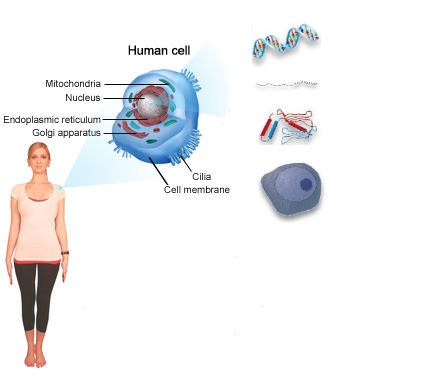 Human cell
Mitochondria
Nucleus
Endoplasmic reticulum
Golgi apparatus
Cilia
Cell membrane